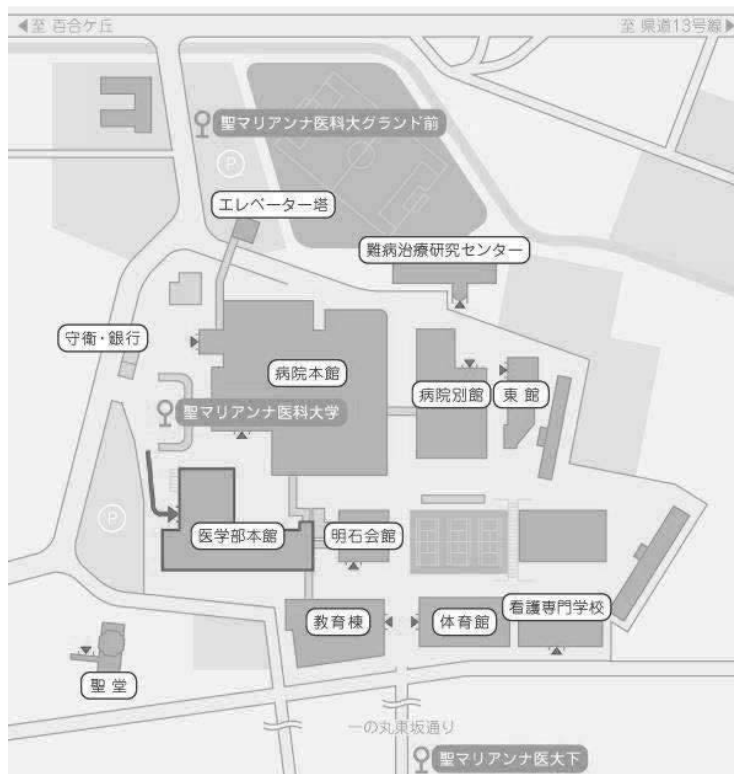 ◀至 百合ケ丘
至 県道13号線▶
聖マリアンナ医科大グランド前
P
エレベーター塔
難病治療研究センター
守衛・銀行
病院本館
病院別館
東館
聖マリアンナ医科大学
P
医学部本館
明石会館
看護専門学校
教育棟
体育館
聖堂
一の丸東坂通り
聖マリアンナ医大下